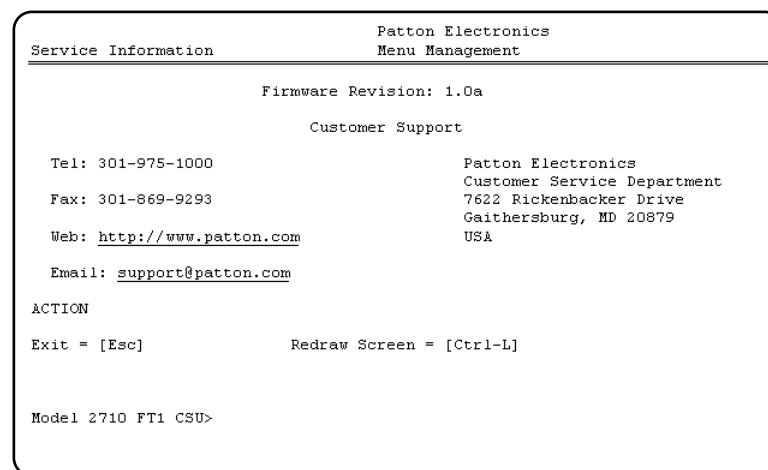 Patton Electronics
Service Information Menu Management
Firmware Revision: 1.0a
Customer Support
Tel: 301-975-1000 Patton Electronics
Customer Service Department
Fax: 301-869-9293 7622 Rickenbacker Drive
Gaithersburg, MD 20879
Web: http://www.patton.com USA
Email: support@patton.com
ACTION
Exit = [Esc] Redraw Screen = [Ctrl-L]
Model 2710 FT1 CSU>